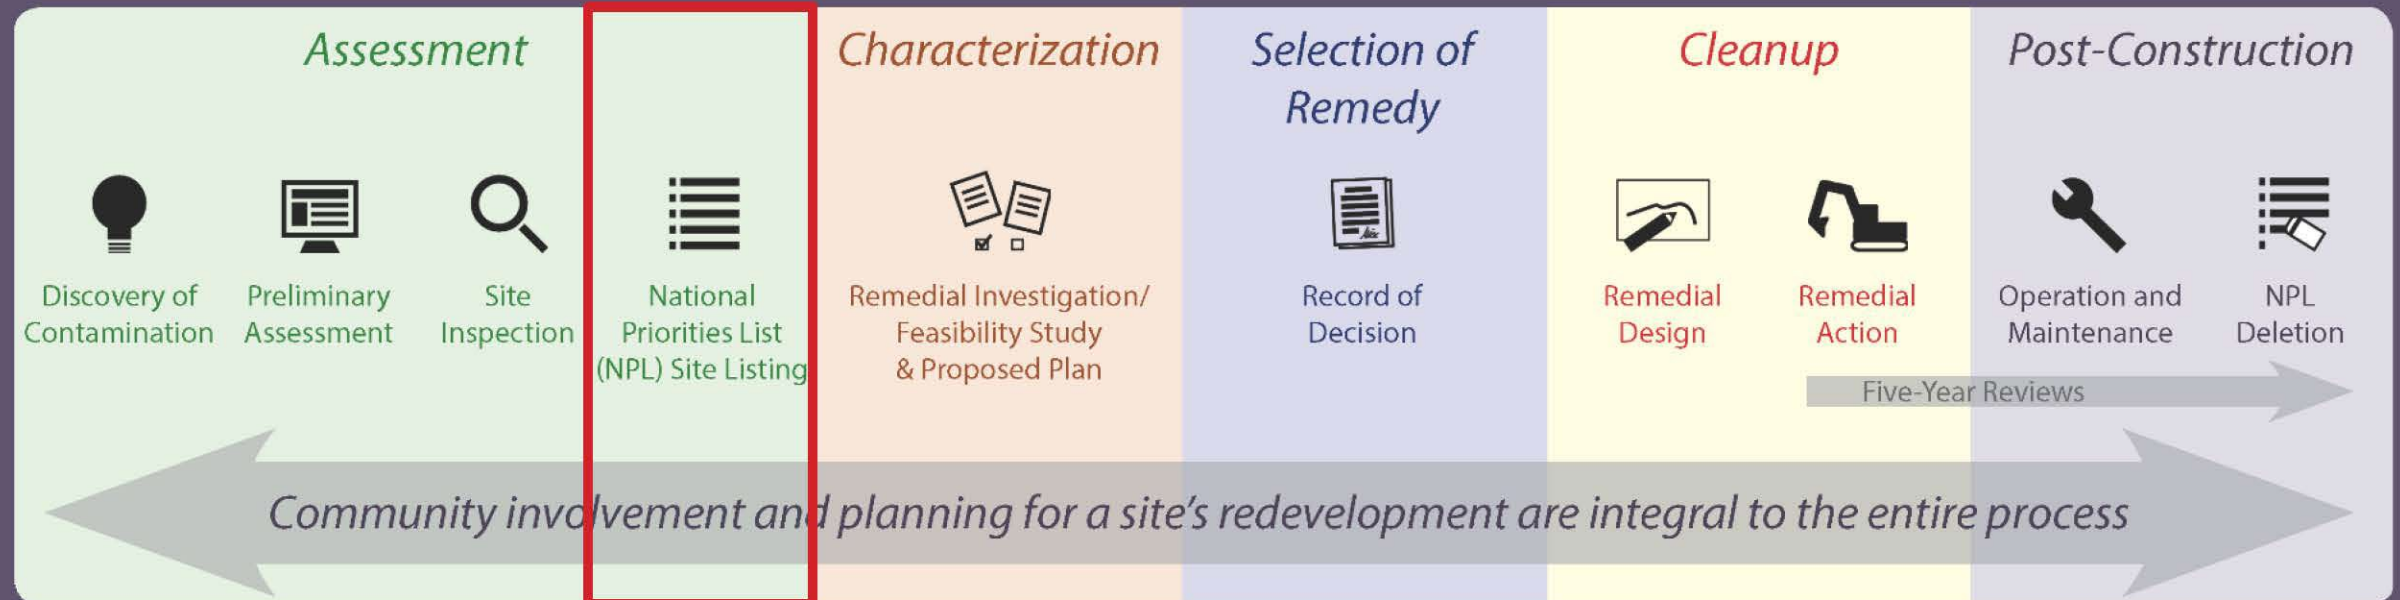 Assessment
Characterization
Selection of
Remedy
Cleanup
Post-Construction
Discovery of
Contamination
Preliminary
Assessment
Site
Inspection
National
Priorities List
(NPL) Site Listing
Remedial Investigation/
Feasibility Study
& Proposed Plan
Record of
Decision
Remedial
Design
Remedial
Action
Operation and
Maintenance
NPL
Deletion
Five-Year Reviews
Community involvement and planning for a site's redevelopment are integral to the entire process